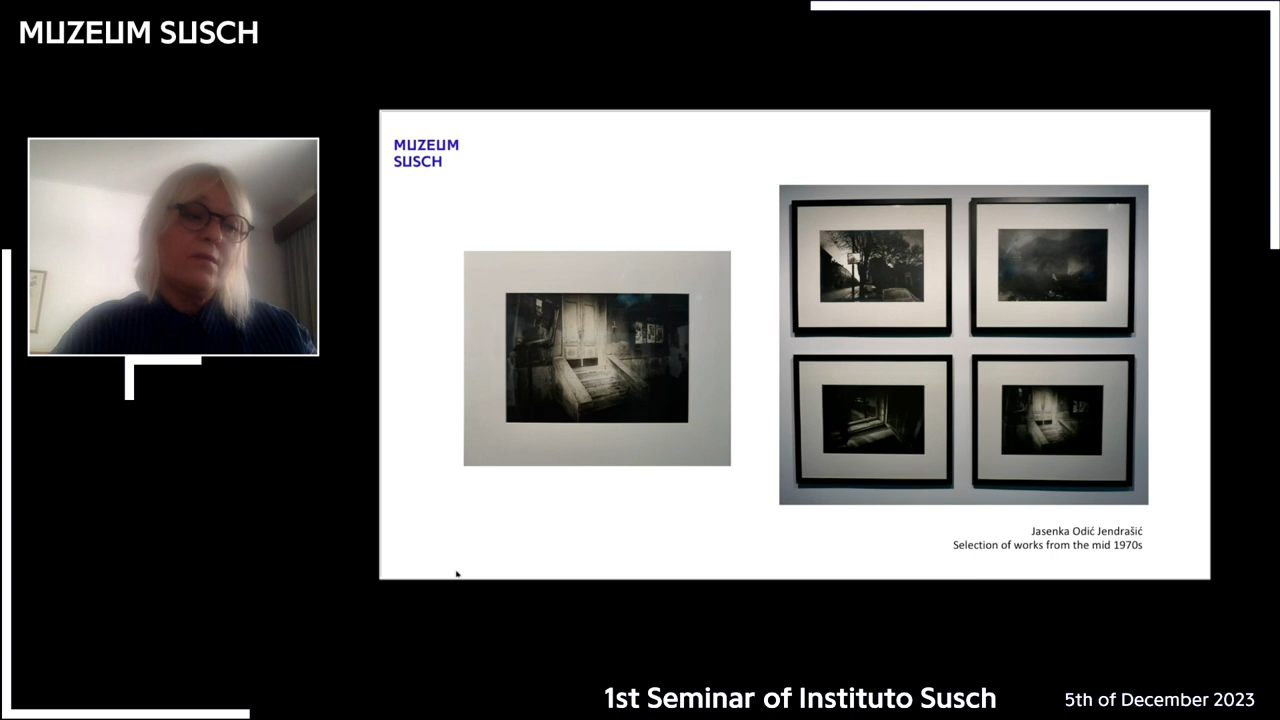 MUZEUM SUSCH
MUZEUM
SUSCH
Jasenka Odić Jendrašić
Selection of works from the mid 1970s
1st Seminar of Instituto Susch
5th of December 2023